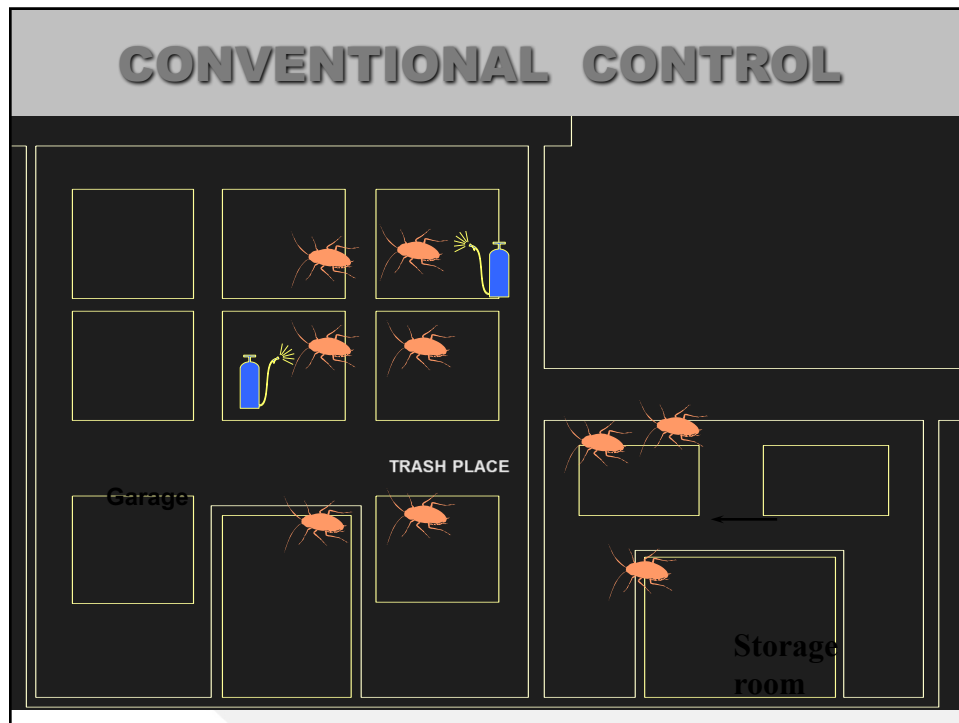 CONVENTIONAL CONTROL
TRASH PLACE
Garage
Storage
room